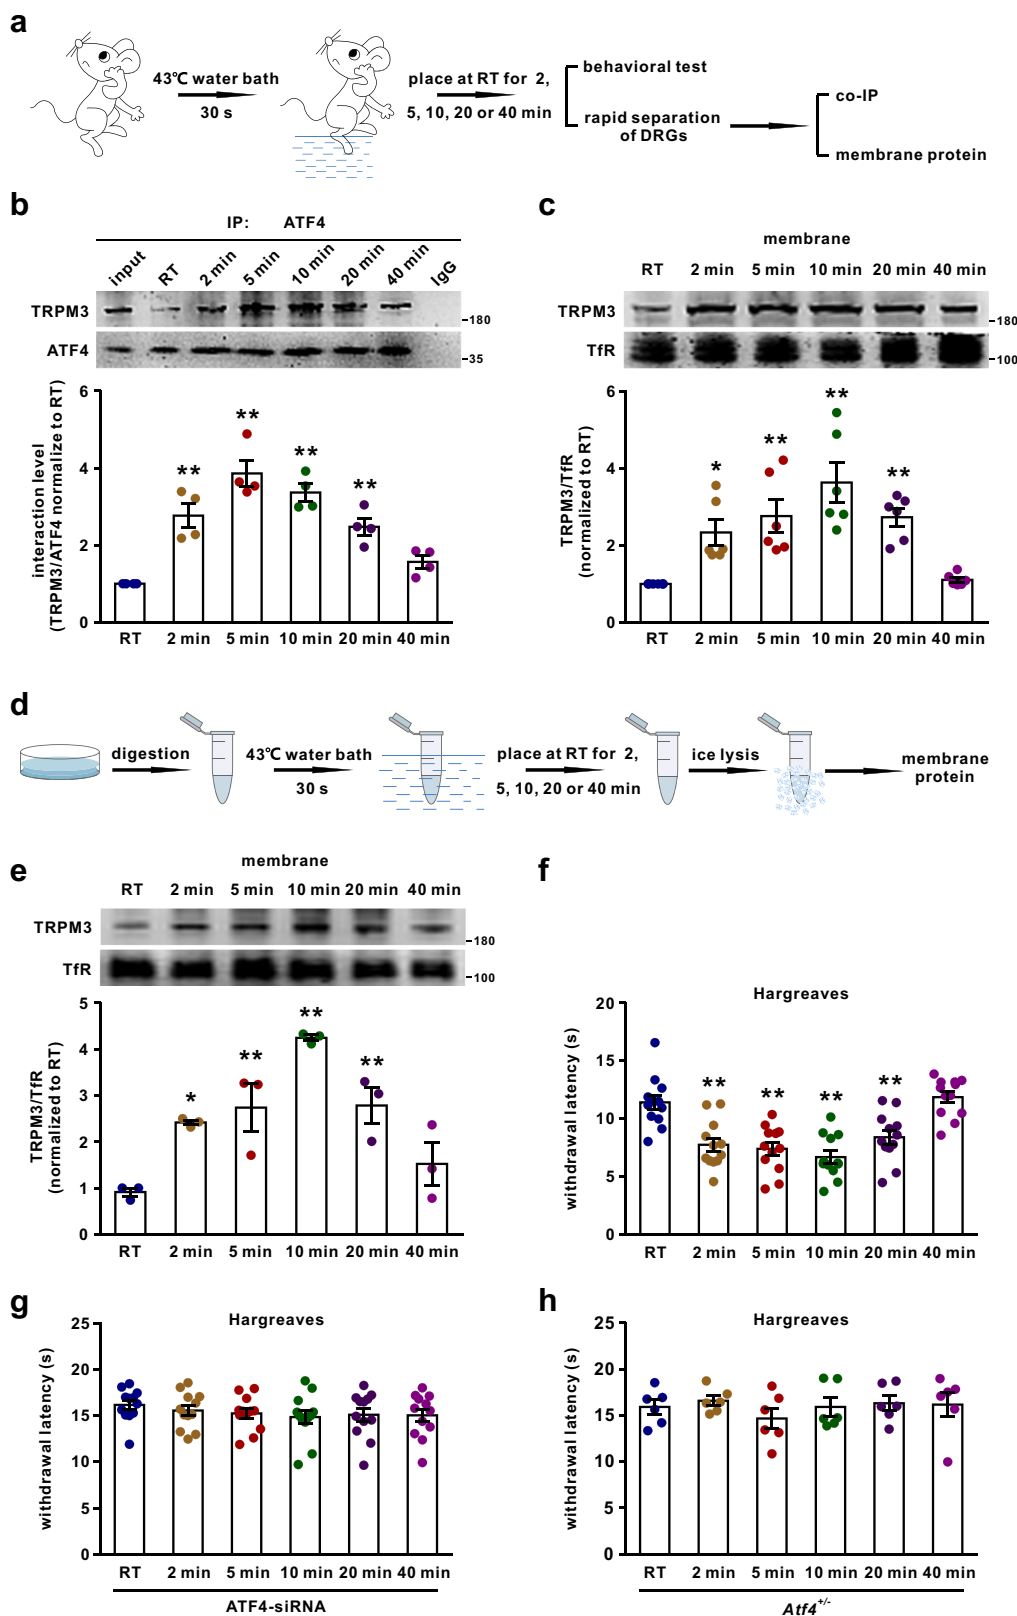 a
43℃ water bath
30 s
place at RT for 2,
5, 10, 20 or 40 min
behavioral test
rapid separation
of DRGs
co-IP
membrane protein
b
IP: ATF4
input RT 2 min 5 min 10 min 20 min 40 min IgG
TRPM3
-180
ATF4
-35
interaction level
(TRPM3/ATF4 normalize to RT)
6
4
2
0
** ** ** **
RT 2 min 5 min 10 min 20 min 40 min
c
membrane
RT 2 min 5 min 10 min 20 min 40 min
TRPM3
-180
TfR
-100
TRPM3/TfR
(normalized to RT)
6
4
2
0
* ** ** **
RT 2 min 5 min 10 min 20 min 40 min
d
digestion
43℃ water bath
30 s
place at RT for 2,
5, 10, 20 or 40 min
ice lysis
membrane
protein
e
membrane
RT 2 min 5 min 10 min 20 min 40 min
TRPM3
-180
TfR
-100
TRPM3/TfR
(normalized to RT)
5
4
3
2
1
0
* ** ** **
RT 2 min 5 min 10 min 20 min 40 min
f
Hargreaves
withdrawal latency (s)
20
15
10
5
0
** ** ** **
RT 2 min 5 min 10 min 20 min 40 min
g
Hargreaves
withdrawal latency (s)
25
20
15
10
5
0
RT 2 min 5 min 10 min 20 min 40 min
ATF4-siRNA
h
Hargreaves
withdrawal latency (s)
25
20
15
10
5
0
RT 2 min 5 min 10 min 20 min 40 min
Atf4+/-